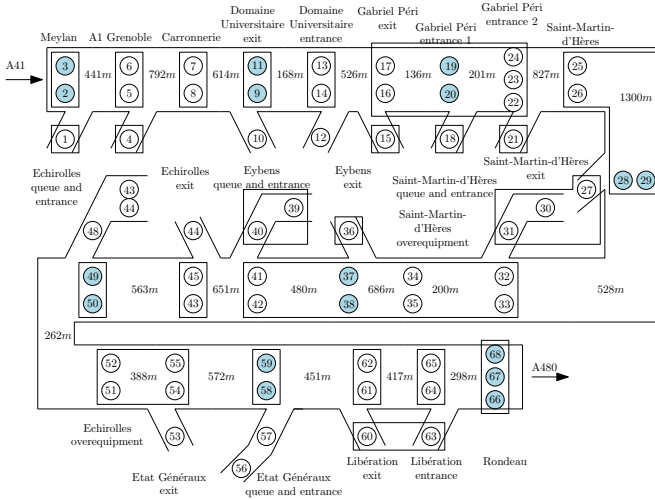 Domaine
Universitaire
exit
Domaine
Universitaire
entrance
Gabriel Péri
exit
Gabriel Péri
entrance 1
Gabriel Péri
entrance 2
Saint-Martin-
d'Hères
Meylan
A1 Grenoble
Carronnerie
A41
3
2
441m
6
5
792m
7
8
614m
11
9
168m
13
14
526m
17
16
136m
19
20
201m
24
23
22
827m
25
26
1300m
1
4
10
12
15
18
21
Echirolles
queue and
entrance
43
44
48
Echirolles
exit
44
Eybens
queue and entrance
39
40
Eybens
exit
36
Saint-Martin-d'Hères
queue and entrance
Saint-Martin-
d'Hères
overequipment
Saint-Martin-d'Hères
exit
27
30
31
28
29
49
50
563m
45
43
651m
41
42
480m
37
38
686m
34
35
200m
32
33
528m
262m
52
51
388m
55
54
572m
59
58
451m
62
61
417m
65
64
298m
68
67
66
A480
Echirolles
overequipment
53
57
56
60
63
Etat Généraux
exit
Etat Généraux
queue and entrance
Libération
exit
Libération
entrance
Rondeau